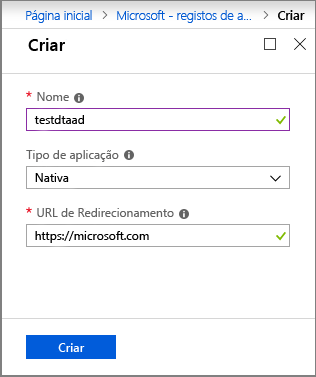 Página inicial > Microsoft - registos de a... > Criar
Criar
* Nome
testdtaad
Tipo de aplicação
Nativa
* URL de Redirecionamento
https://microsoft.com
Criar